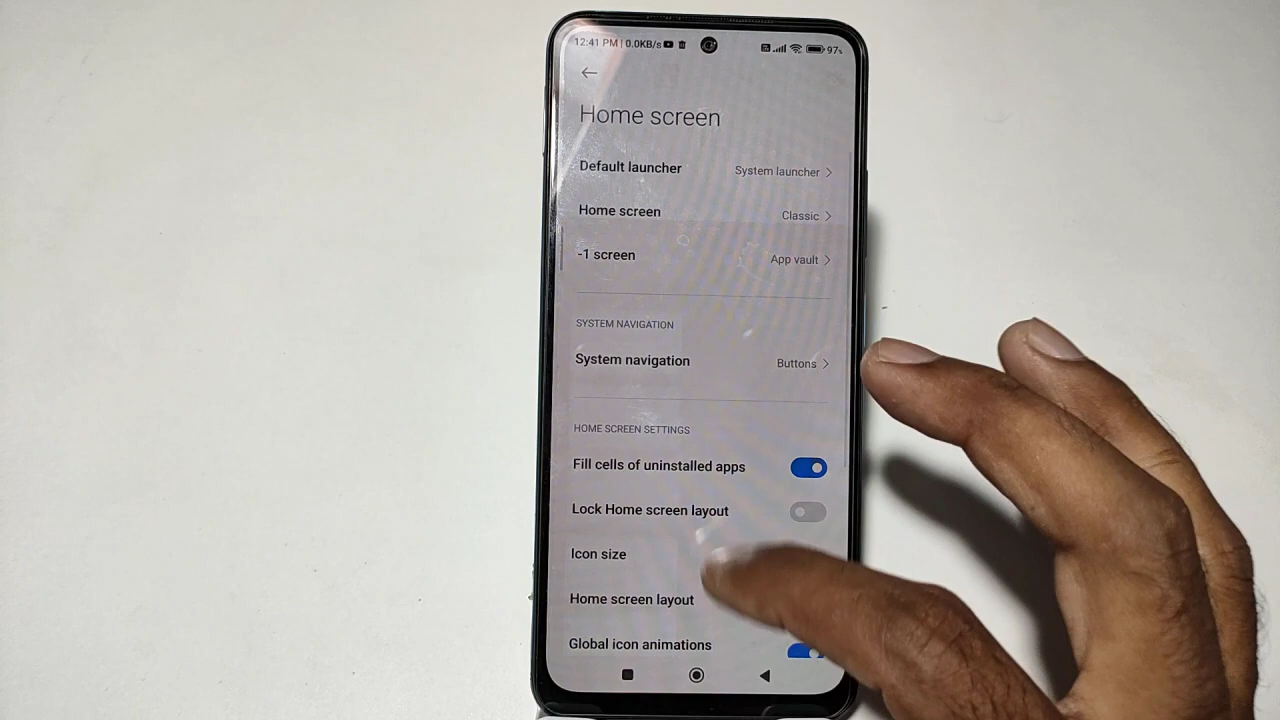 12:41 PM | 0.0KB/s 97%
Home screen
Default launcher System launcher
Home screen Classic
-1 screen App vault
SYSTEM NAVIGATION
System navigation Buttons
HOME SCREEN SETTINGS
Fill cells of uninstalled apps
Lock Home screen layout
Icon size
Home screen layout
Global icon animations